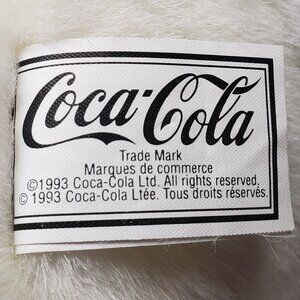 Coca-Cola
Trade Mark
Marques de commerce
©1993 Coca-Cola Ltd. All rights reserved.
©1993 Coca-Cola Ltée. Tous droits réservés.